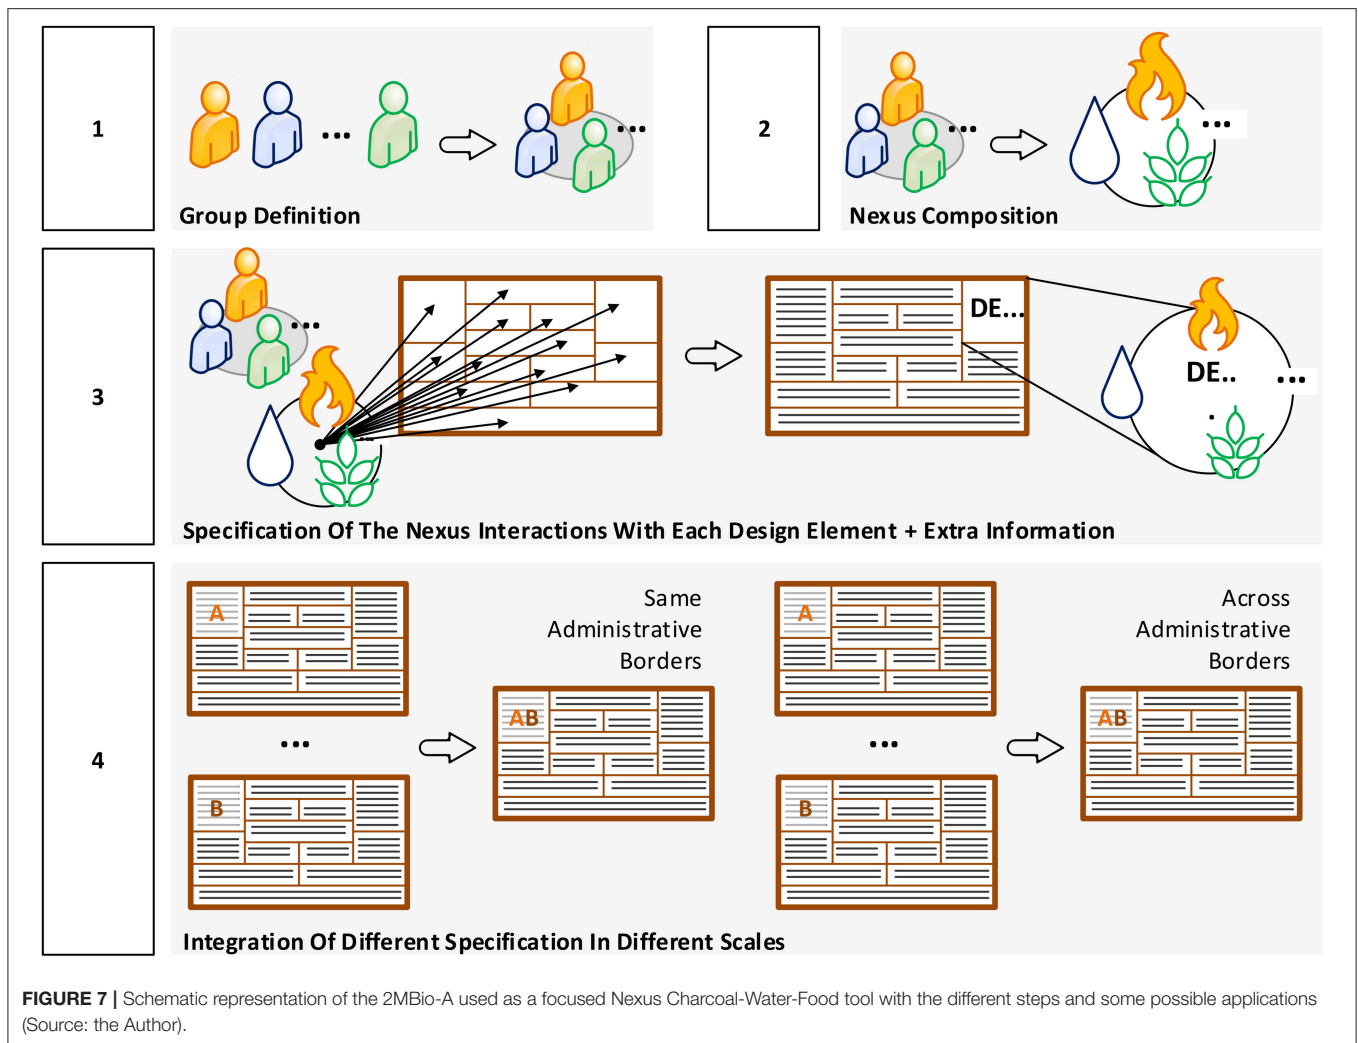 1
...
...
Group Definition
2
...
...
Nexus Composition
3
...
...
DE...
DE..
.
...
Specification Of The Nexus Interactions With Each Design Element + Extra Information
4
A
...
B
Same
Administrative
Borders
AB
A
...
B
Across
Administrative
Borders
AB
Integration Of Different Specification In Different Scales
FIGURE 7 | Schematic representation of the 2MBio-A used as a focused Nexus Charcoal-Water-Food tool with the different steps and some possible applications
(Source: the Author).